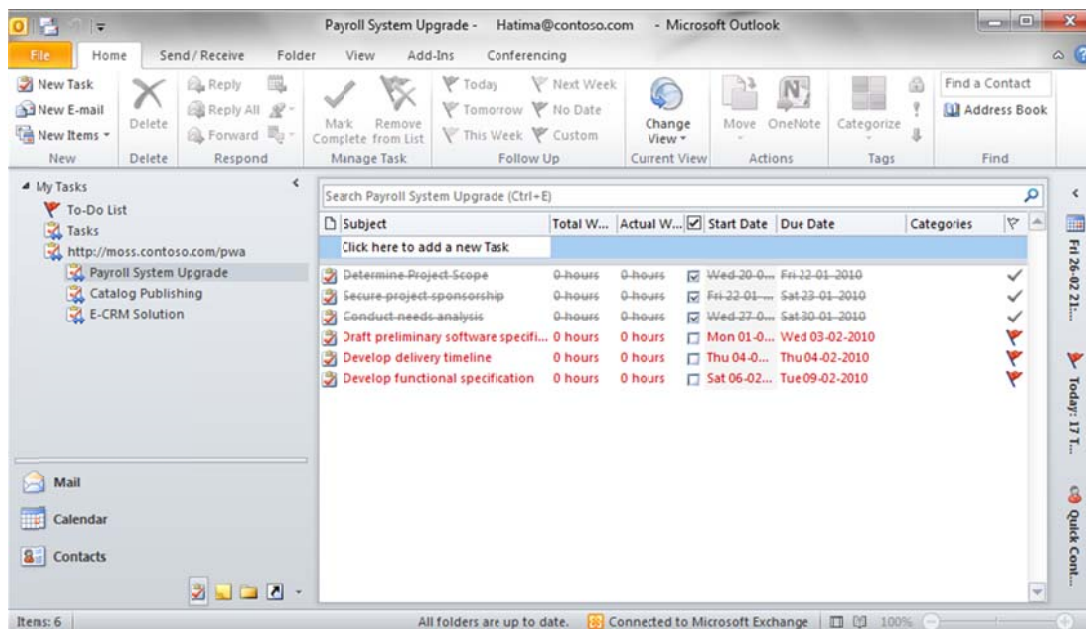 Payroll System Upgrade - Hatima@contoso.com - Microsoft Outlook
File Home Send / Receive Folder View Add-Ins Conferencing
New Task
New E-mail
New Items
New
Delete
Delete
Reply
Reply All
Forward
Respond
Mark Complete
Remove from List
Manage Task
Today Next Week
Tomorrow No Date
This Week Custom
Follow Up
Change View
Current View
Move OneNote
Actions
Categorize
Tags
Find a Contact
Address Book
Find
My Tasks
To-Do List
Tasks
http://moss.contoso.com/pwa
Payroll System Upgrade
Catalog Publishing
E-CRM Solution
Mail
Calendar
Contacts
Search Payroll System Upgrade (Ctrl+E)
Subject Total W... Actual W... Start Date Due Date Categories
Click here to add a new Task
Determine Project Scope 0 hours 0 hours Wed 20-0... Fri 22-01-2010
Secure project sponsorship 0 hours 0 hours Fri 22-01-... Sat 23-01-2010
Conduct needs analysis 0 hours 0 hours Wed 27-0... Sat 30-01-2010
Draft preliminary software specifi... 0 hours 0 hours Mon 01-0... Wed 03-02-2010
Develop delivery timeline 0 hours 0 hours Thu 04-0... Thu 04-02-2010
Develop functional specification 0 hours 0 hours Sat 06-02... Tue 09-02-2010
Fri 26-02 21:...
Today: 17 T...
Quick Cont...
Items: 6 All folders are up to date. Connected to Microsoft Exchange 100%